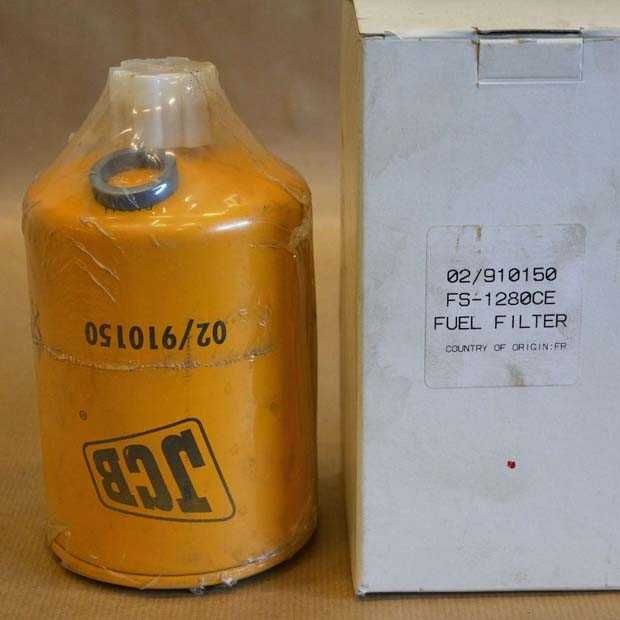 02/910150
JCB
®
02/910150
FS-1280CE
FUEL FILTER
COUNTRY OF ORIGIN:FR